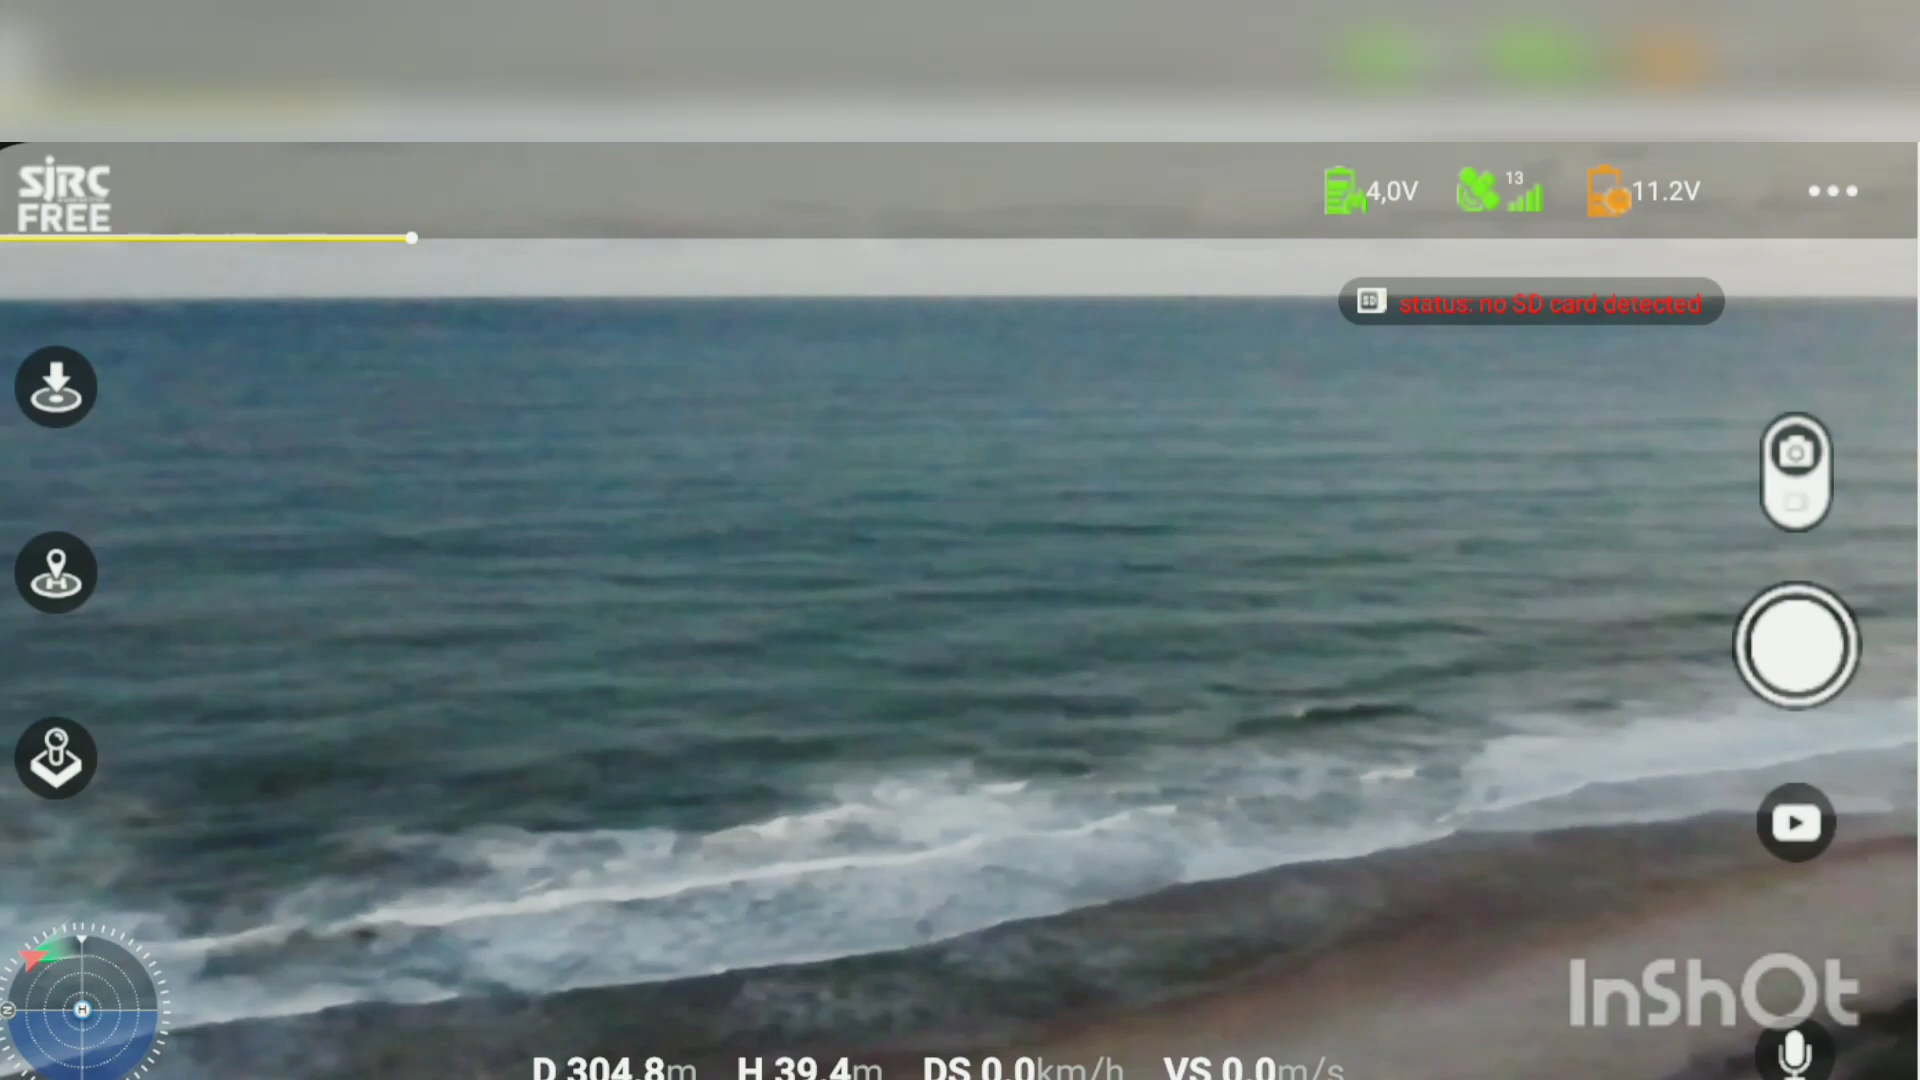 SJRC
FREE
4,0V
13
11.2V
SD
status: no SD card detected
H
N
H
InShOt
D 304.8m H 39.4m DS 0.0km/h VS 0.0m/s